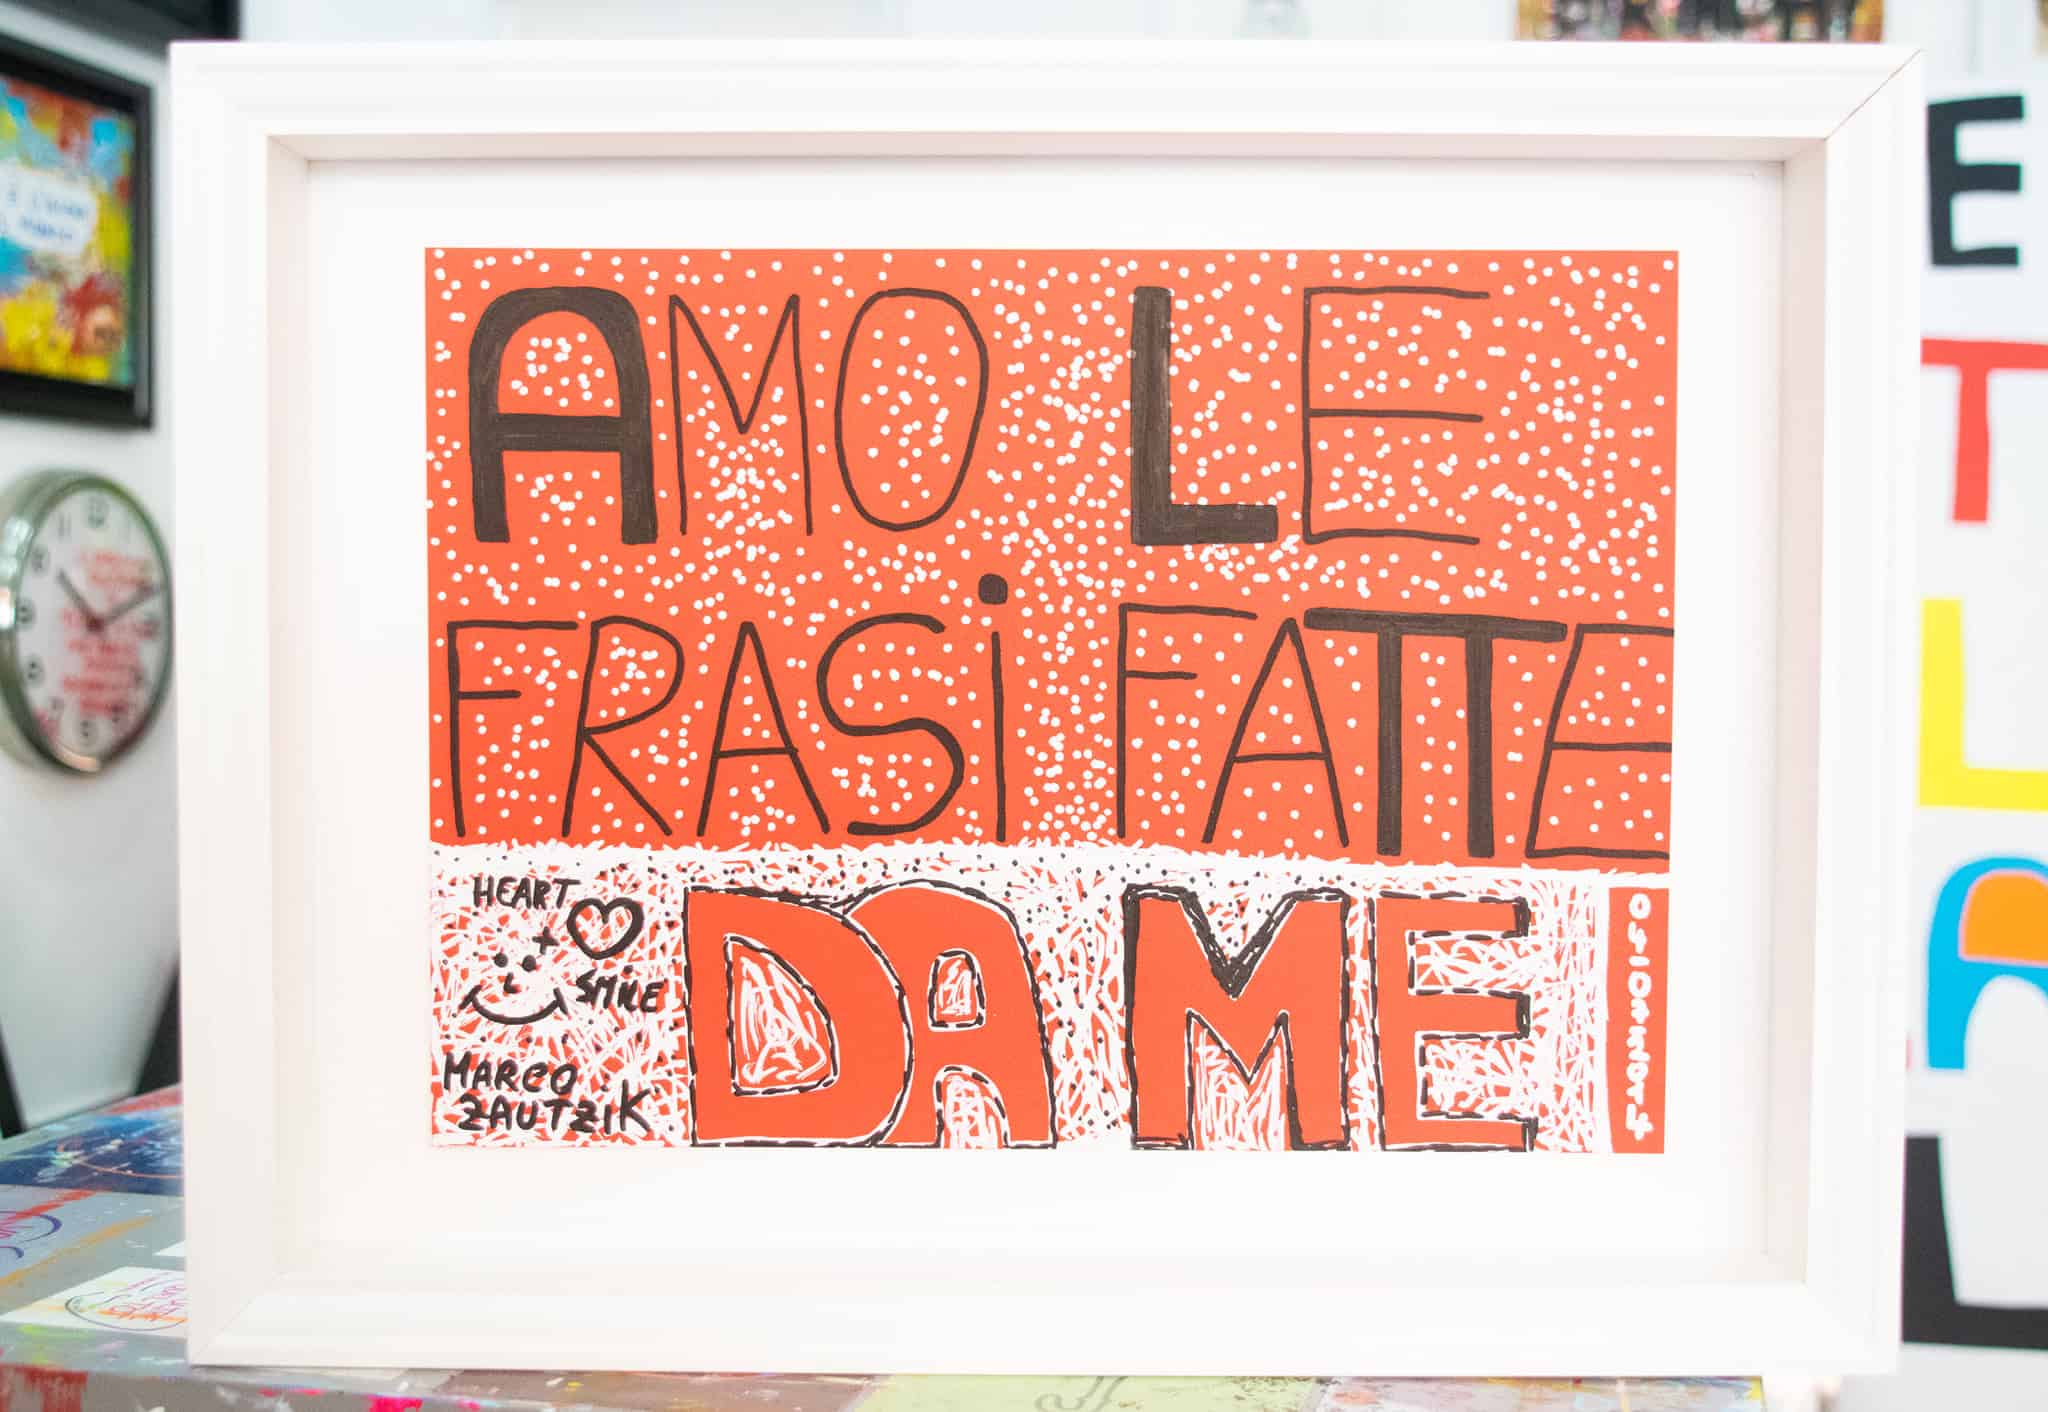 AMO LE
FRASi FATTE
DA ME
HEART
+
SMILE
MARCO
ZAUTZIK
E
T
L